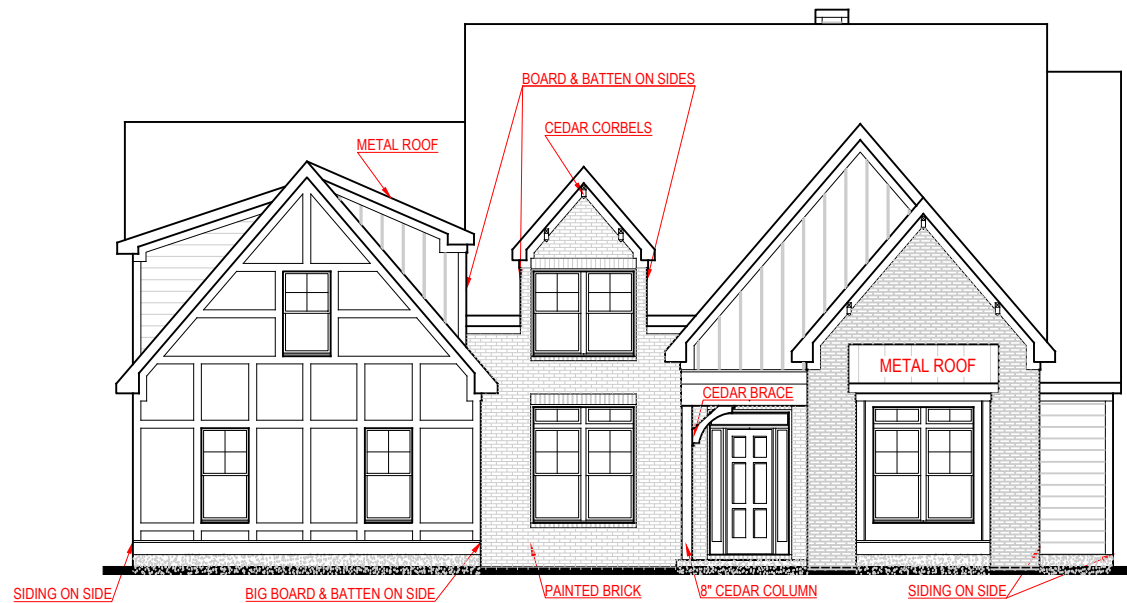 BOARD & BATTEN ON SIDES
CEDAR CORBELS
METAL ROOF
METAL ROOF
CEDAR BRACE
SIDING ON SIDE
BIG BOARD & BATTEN ON SIDE
PAINTED BRICK
8" CEDAR COLUMN
SIDING ON SIDE